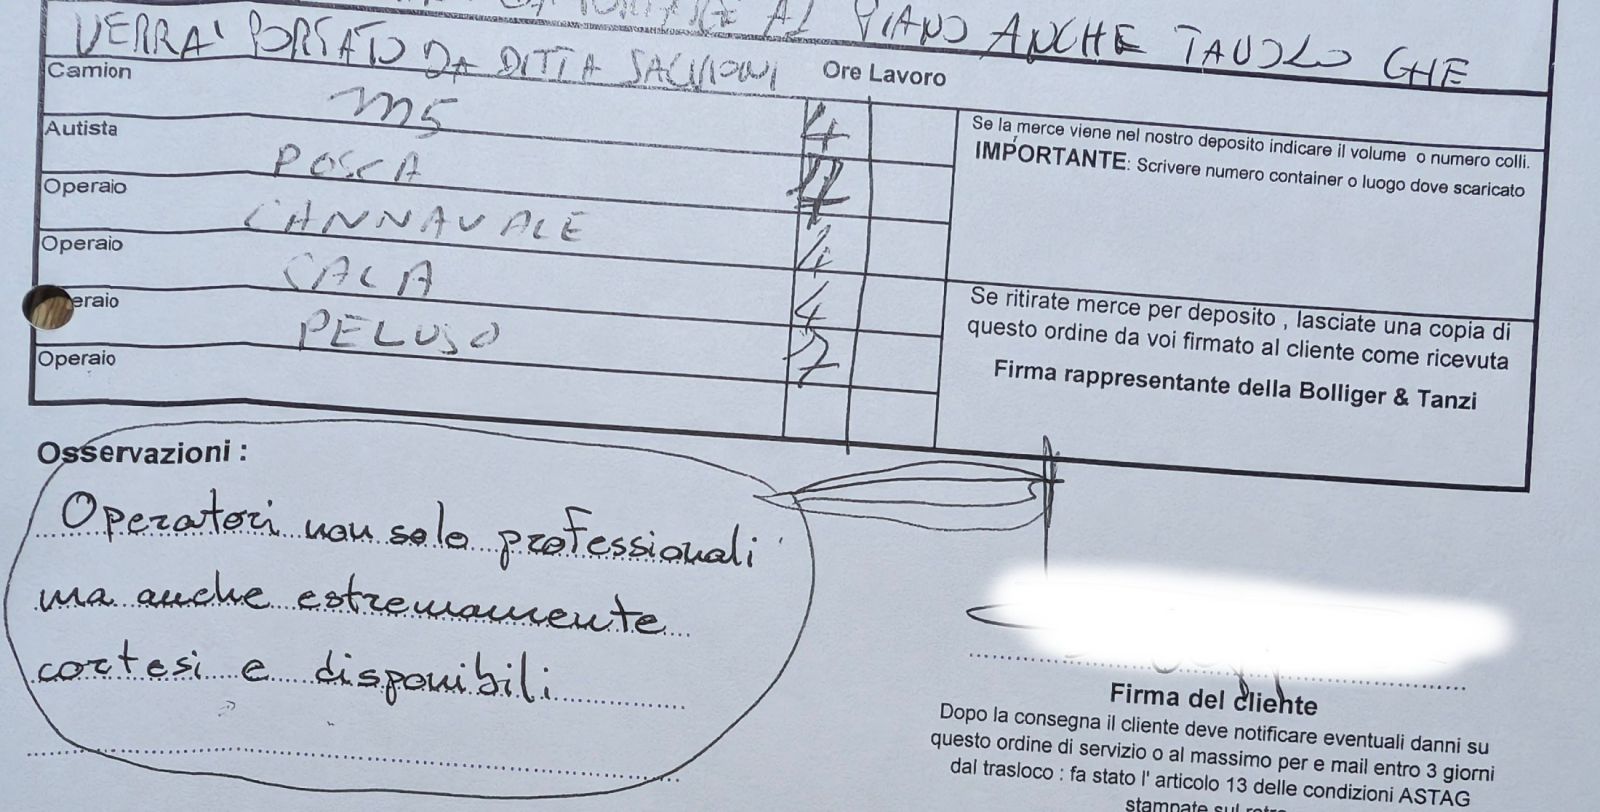 AL PIANO ANCHE TAVOLO CHE
VERRA' PORTATO DA DITTA
Camion M5 4 Ore Lavoro
Autista POSCA
Operaio CANNAVALE 4
Operaio CALA 4
eraio PELUSO
Operaio
Se la merce viene nel nostro deposito indicare il volume o numero colli.
IMPORTANTE: Scrivere numero container o luogo dove scaricato
Se ritirate merce per deposito , lasciate una copia di
questo ordine da voi firmato al cliente come ricevuta
Firma rappresentante della Bolliger & Tanzi
Osservazioni :
Operatori non solo professionali
ma anche estremamente
cortesi e disponibili
Firma del cliente
Dopo la consegna il cliente deve notificare eventuali danni su
questo ordine di servizio o al massimo per e mail entro 3 giorni
dal trasloco : fa stato l' articolo 13 delle condizioni ASTAG
stampate sul retro